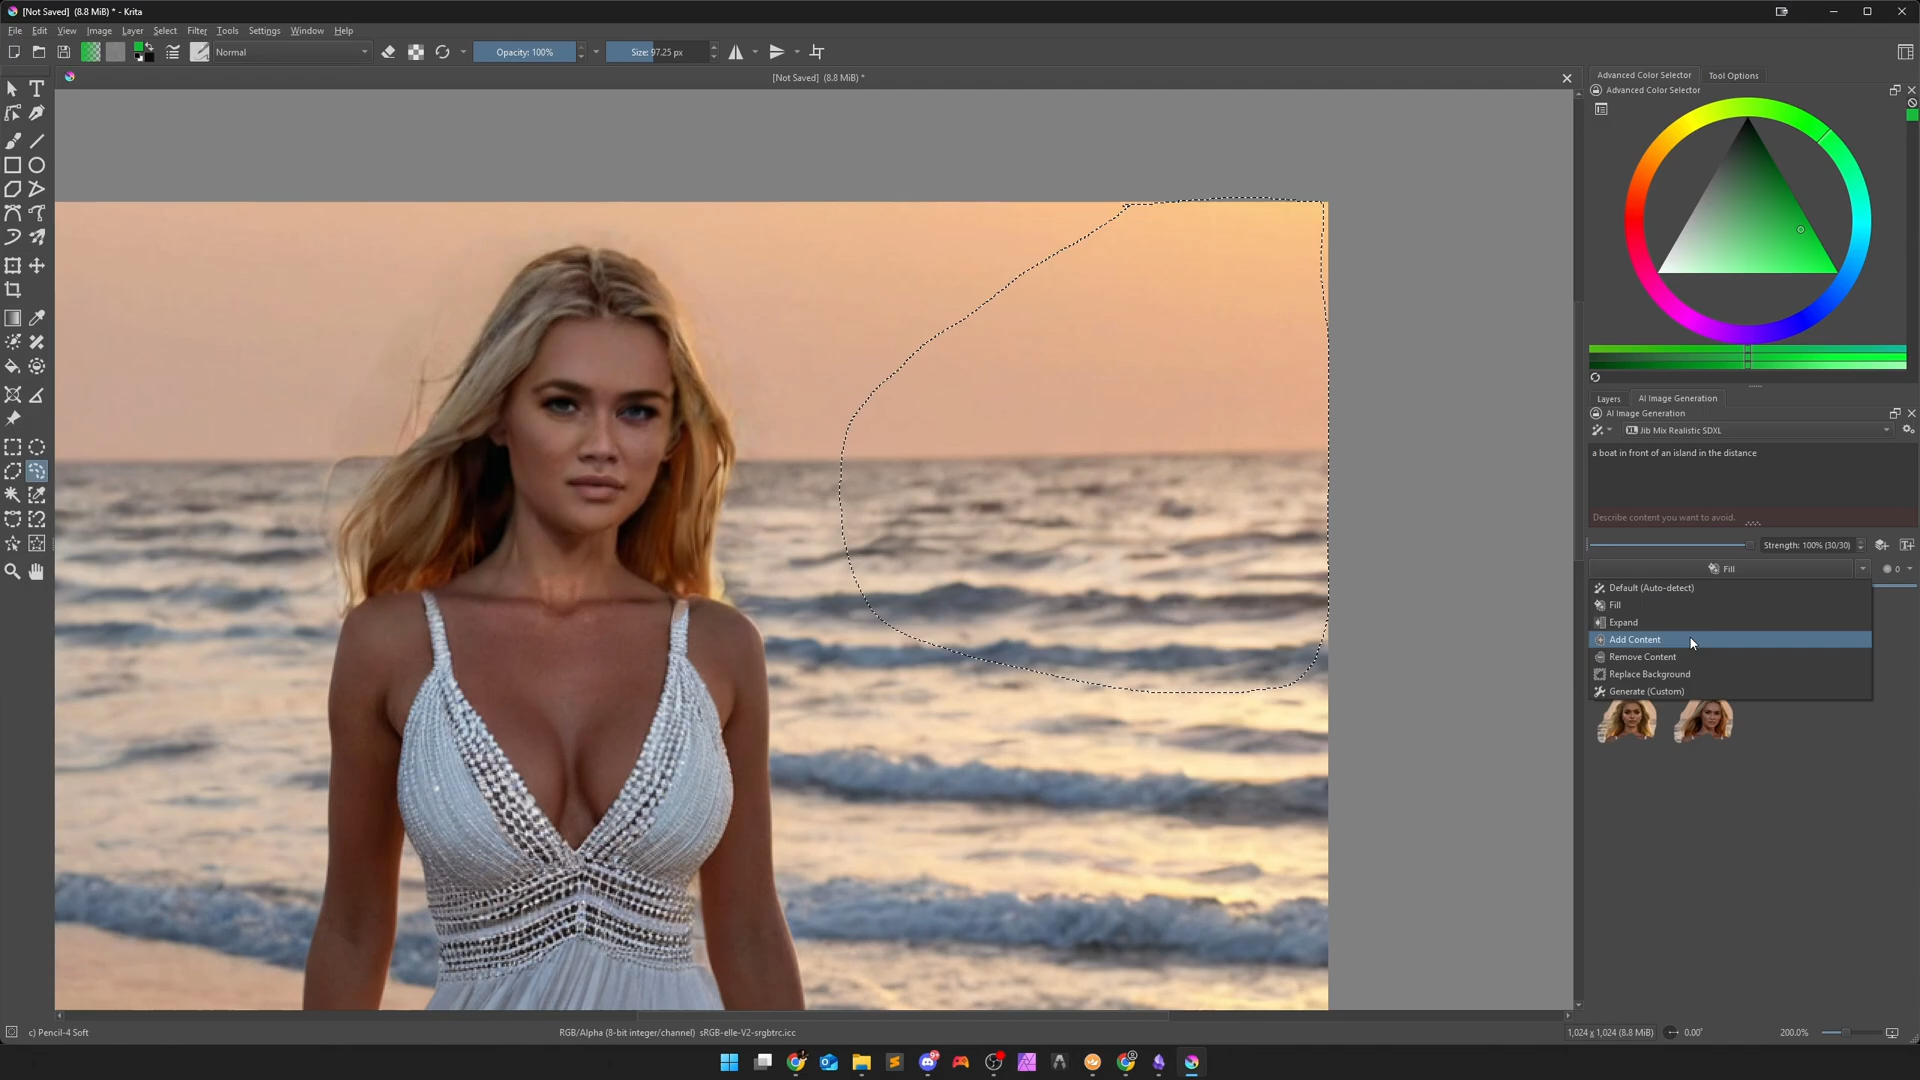 [Not Saved] (8.8 MiB) * - Krita
File Edit View Image Layer Select Filter Tools Settings Window Help
Normal Opacity: 100% Size: 97.25 px
[Not Saved] (8.8 MiB) *
Advanced Color Selector Tool Options
Advanced Color Selector
Layers AI Image Generation
AI Image Generation
XL Jib Mix Realistic SDXL
a boat in front of an island in the distance
Describe content you want to avoid.
Strength: 100% (30/30)
Fill 0
Default (Auto-detect)
Fill
Expand
Add Content
Remove Content
Replace Background
Generate (Custom)
c) Pencil-4 Soft RGB/Alpha (8-bit integer/channel) sRGB-elle-V2-srgbtrc.icc 1,024 x 1,024 (8.8 MiB) 0.00° 200.0%